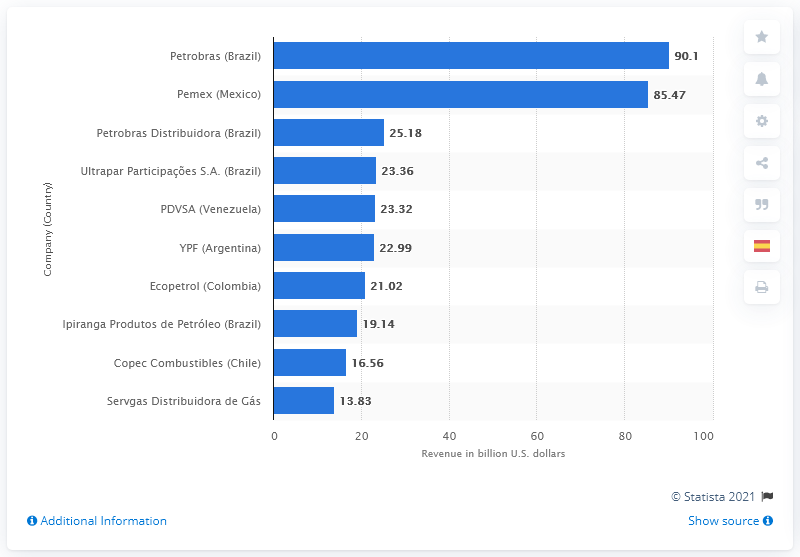 Petrobras (Brazil) 90.1
Pemex (Mexico) 85.47
Petrobras Distribuidora (Brazil) 25.18
Ultrapar Participações S.A. (Brazil) 23.36
PDVSA (Venezuela) 23.32
YPF (Argentina) 22.99
Ecopetrol (Colombia) 21.02
Ipiranga Produtos de Petróleo (Brazil) 19.14
Copec Combustibles (Chile) 16.56
Servgas Distribuidora de Gás 13.83
Company (Country)
0 20 40 60 80 100
Revenue in billion U.S. dollars
© Statista 2021
Additional Information
Show source